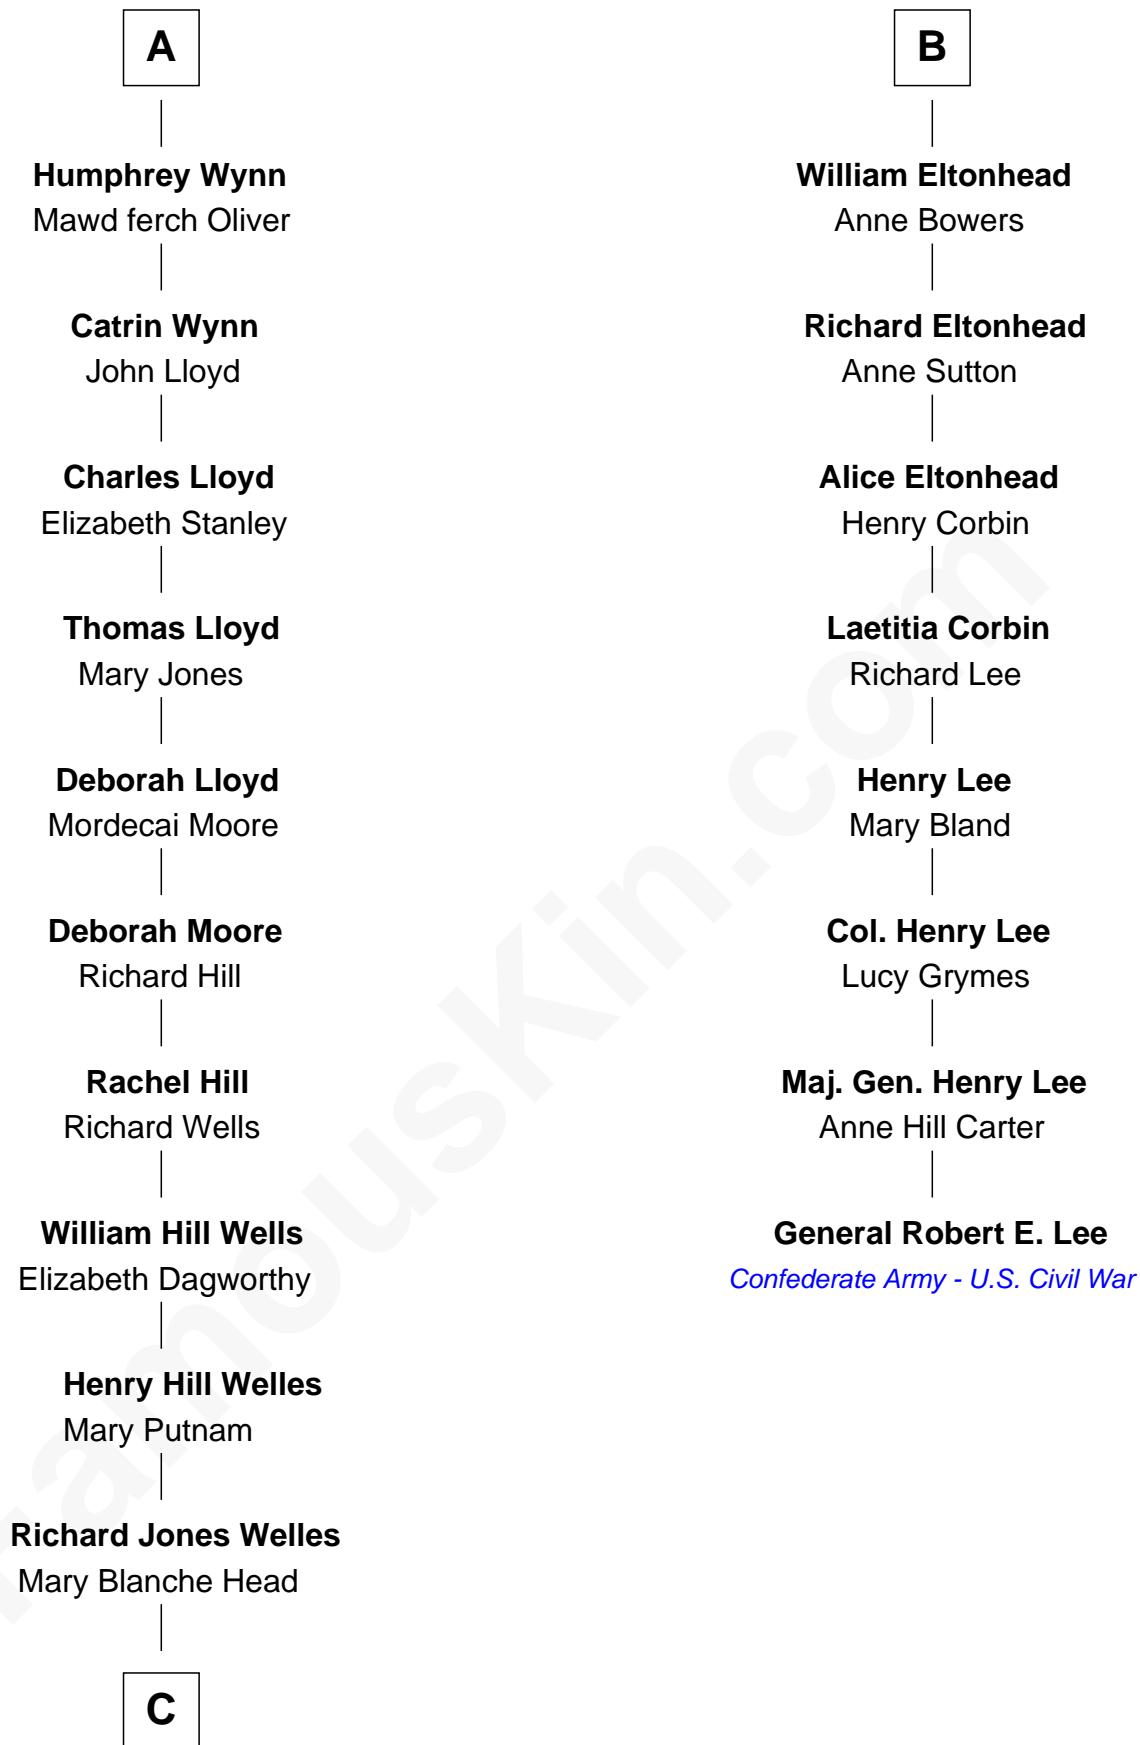 A
Humphrey Wynn
Mawd ferch Oliver
Catrin Wynn
John Lloyd
Charles Lloyd
Elizabeth Stanley
Thomas Lloyd
Mary Jones
Deborah Lloyd
Mordecai Moore
Deborah Moore
Richard Hill
Rachel Hill
Richard Wells
William Hill Wells
Elizabeth Dagworthy
Henry Hill Welles
Mary Putnam
Richard Jones Welles
Mary Blanche Head
C
B
William Eltonhead
Anne Bowers
Richard Eltonhead
Anne Sutton
Alice Eltonhead
Henry Corbin
Laetitia Corbin
Richard Lee
Henry Lee
Mary Bland
Col. Henry Lee
Lucy Grymes
Maj. Gen. Henry Lee
Anne Hill Carter
General Robert E. Lee
Confederate Army - U.S. Civil War
FamousKin.com